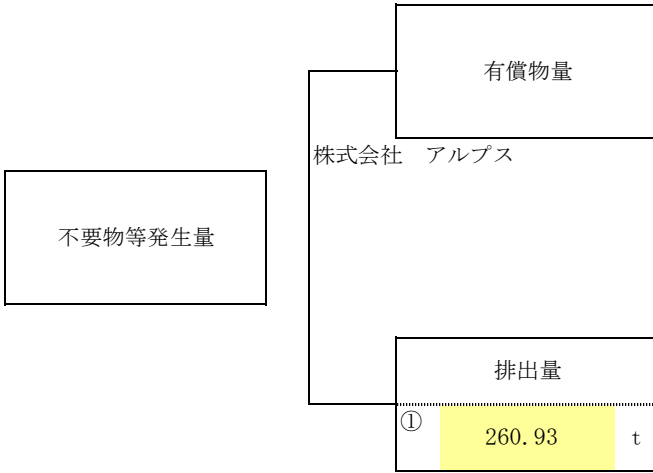 有償物量
株式会社　アルプス
不要物等発生量
排出量
① 260.93 t